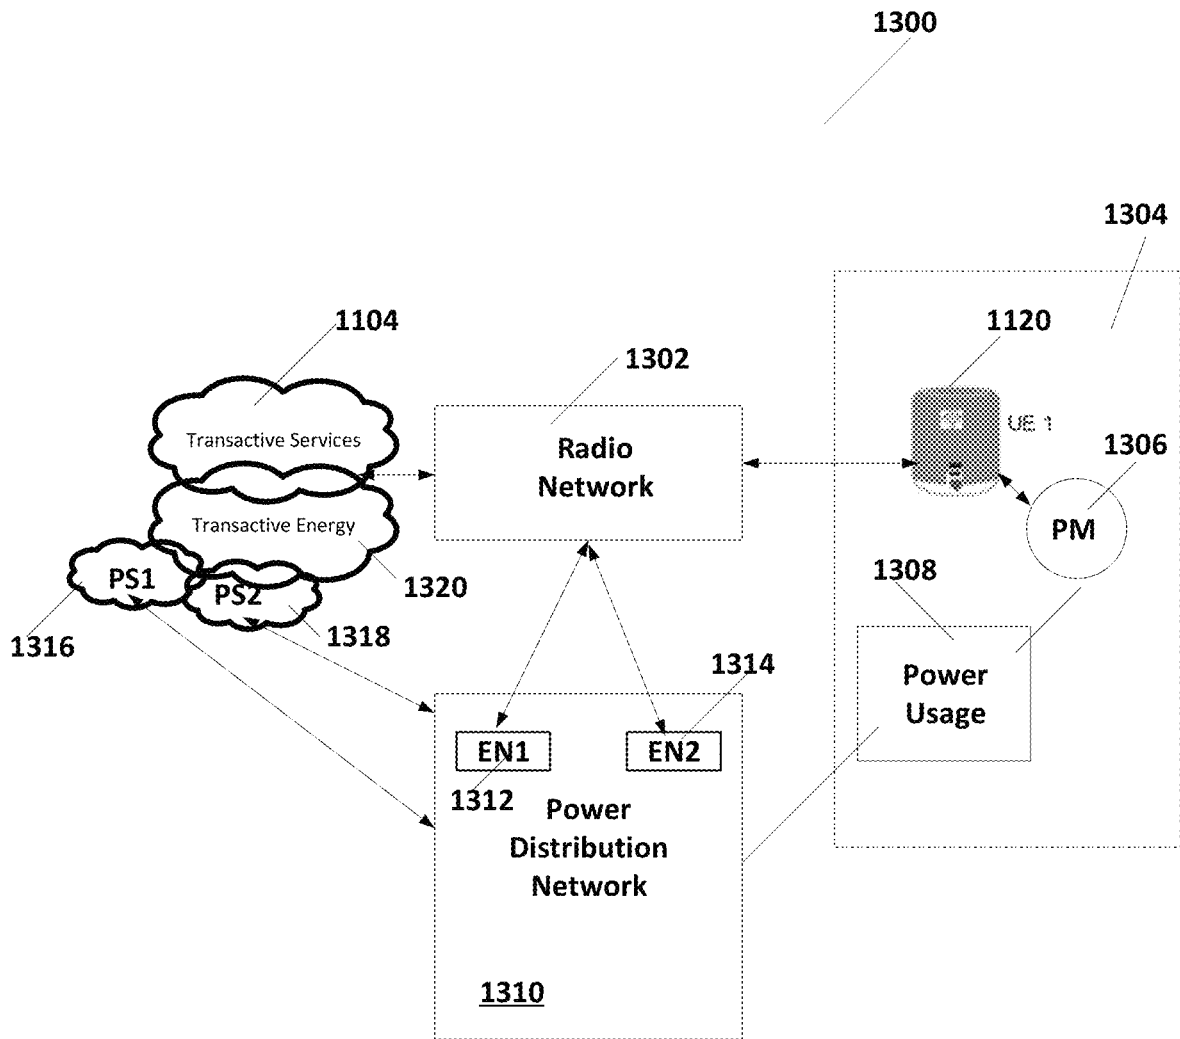 1300
1304
1104
1120
1302
Transactive Services
Radio
Network
UE 1
1306
Transactive Energy
PM
PS1
PS2
1320
1308
1316
1318
1314
Power
Usage
EN1
EN2
1312
Power
Distribution
Network
1310